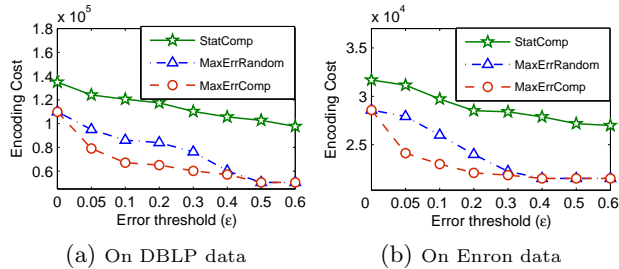 x 10^5
1.8
1.6
1.4
1.2
1
0.8
0.6
Encoding Cost
StatComp
MaxErrRandom
MaxErrComp
0 0.05 0.1 0.2 0.3 0.4 0.5 0.6
Error threshold (ε)
(a) On DBLP data
x 10^4
3.5
3
2.5
Encoding Cost
StatComp
MaxErrRandom
MaxErrComp
0 0.05 0.1 0.2 0.3 0.4 0.5 0.6
Error threshold (ε)
(b) On Enron data